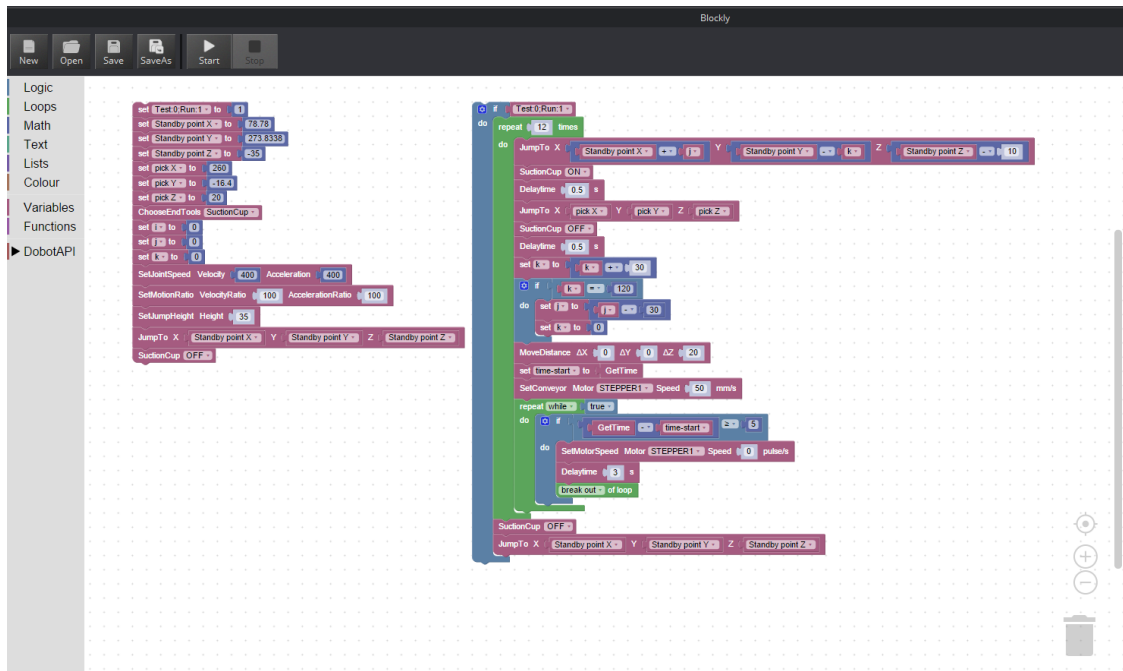 Blockly
New Open Save SaveAs Start Stop
Logic
Loops
Math
Text
Lists
Colour
Variables
Functions
DobotAPI
set Test:0;Run:1 to 1
set Standby point X to 78.78
set Standby point Y to 273.8338
set Standby point Z to -35
set pick X to 260
set pick Y to -16.4
set pick Z to 20
ChooseEndTools SuctionCup
set i to 0
set j to 0
set k to 0
SetJointSpeed Velocity 400 Acceleration 400
SetMotionRatio VelocityRatio 100 AccelerationRatio 100
SetJumpHeight Height 35
JumpTo X Standby point X Y Standby point Y Z Standby point Z
SuctionCup OFF
if Test:0;Run:1
do repeat 12 times
do JumpTo X Standby point X + j Y Standby point Y - k Z Standby point Z - 10
SuctionCup ON
Delaytime 0.5 s
JumpTo X pick X Y pick Y Z pick Z
SuctionCup OFF
Delaytime 0.5 s
set k to k + 30
if k = 120
do set j to j - 30
set k to 0
MoveDistance ΔX 0 ΔY 0 ΔZ 20
set time-start to GetTime
SetConveyor Motor STEPPER1 Speed 50 mm/s
repeat while true
do if GetTime - time-start ≥ 5
do SetMotorSpeed Motor STEPPER1 Speed 0 pulse/s
Delaytime 3 s
break out of loop
SuctionCup OFF
JumpTo X Standby point X Y Standby point Y Z Standby point Z